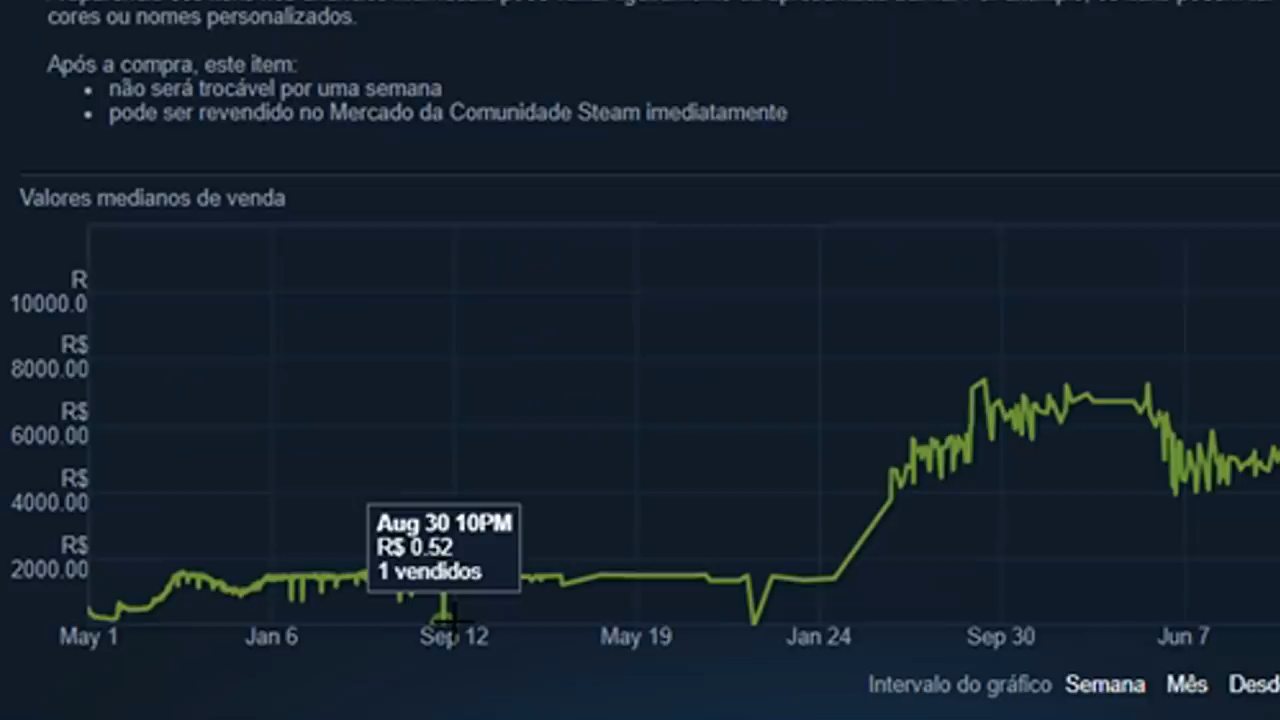 cores ou nomes personalizados.
Após a compra, este item:
• não será trocável por uma semana
• pode ser revendido no Mercado da Comunidade Steam imediatamente
Valores medianos de venda
R
10000.0
R$
8000.00
R$
6000.00
R$
4000.00
R$
2000.00
Aug 30 10PM
R$ 0.52
1 vendidos
May 1 Jan 6 Sep 12 May 19 Jan 24 Sep 30 Jun 7
Intervalo do gráfico Semana Mês Desd